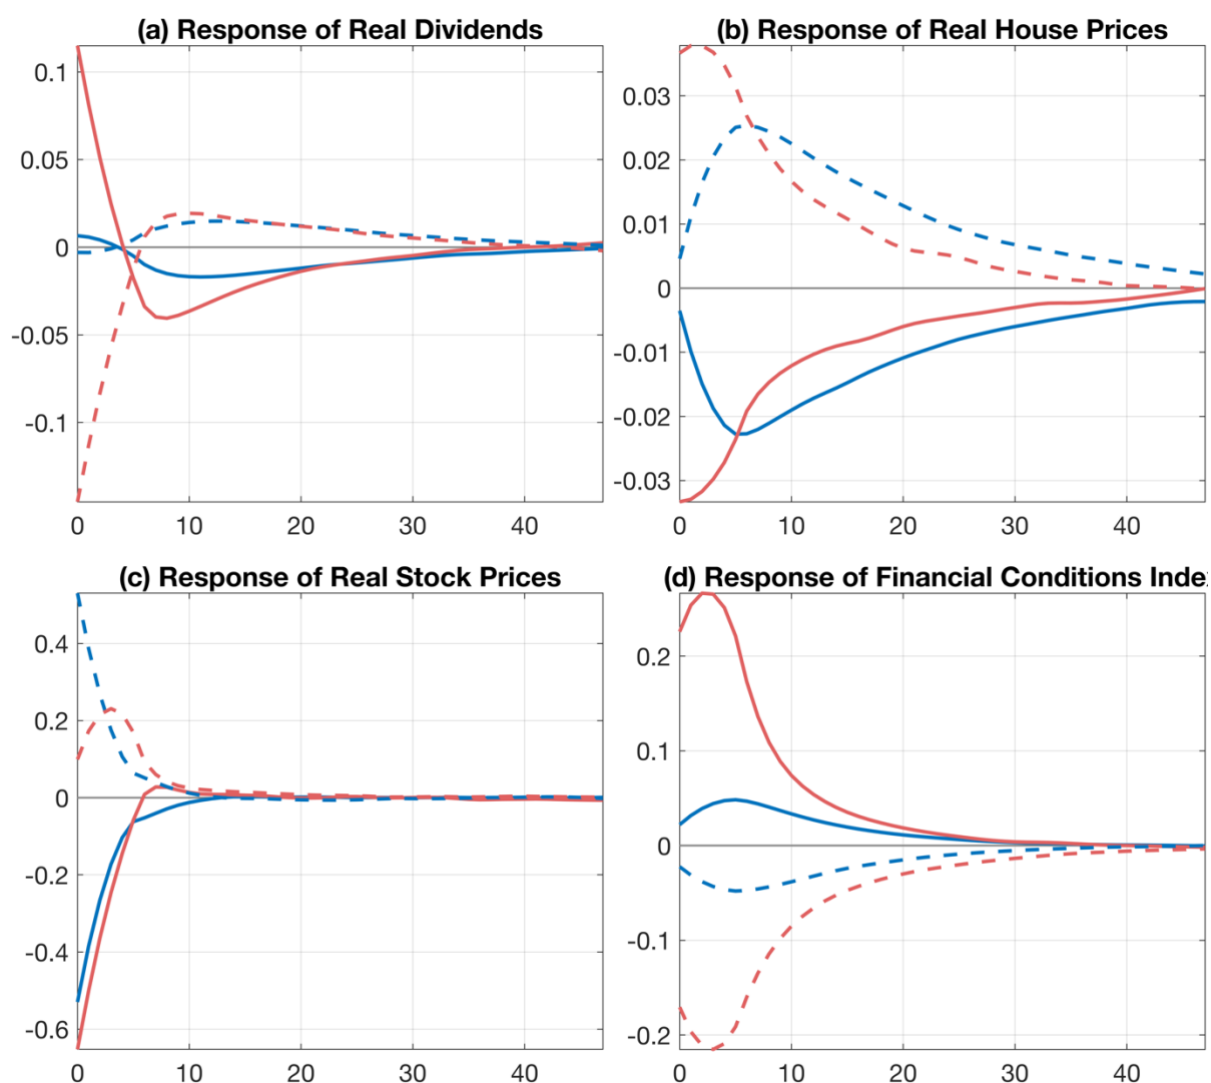 (a) Response of Real Dividends
0.1
0.05
0
-0.05
-0.1
0 10 20 30 40
(b) Response of Real House Prices
0.03
0.02
0.01
0
-0.01
-0.02
-0.03
0 10 20 30 40
(c) Response of Real Stock Prices
0.4
0.2
0
-0.2
-0.4
-0.6
0 10 20 30 40
(d) Response of Financial Conditions Index
0.2
0.1
0
-0.1
-0.2
0 10 20 30 40